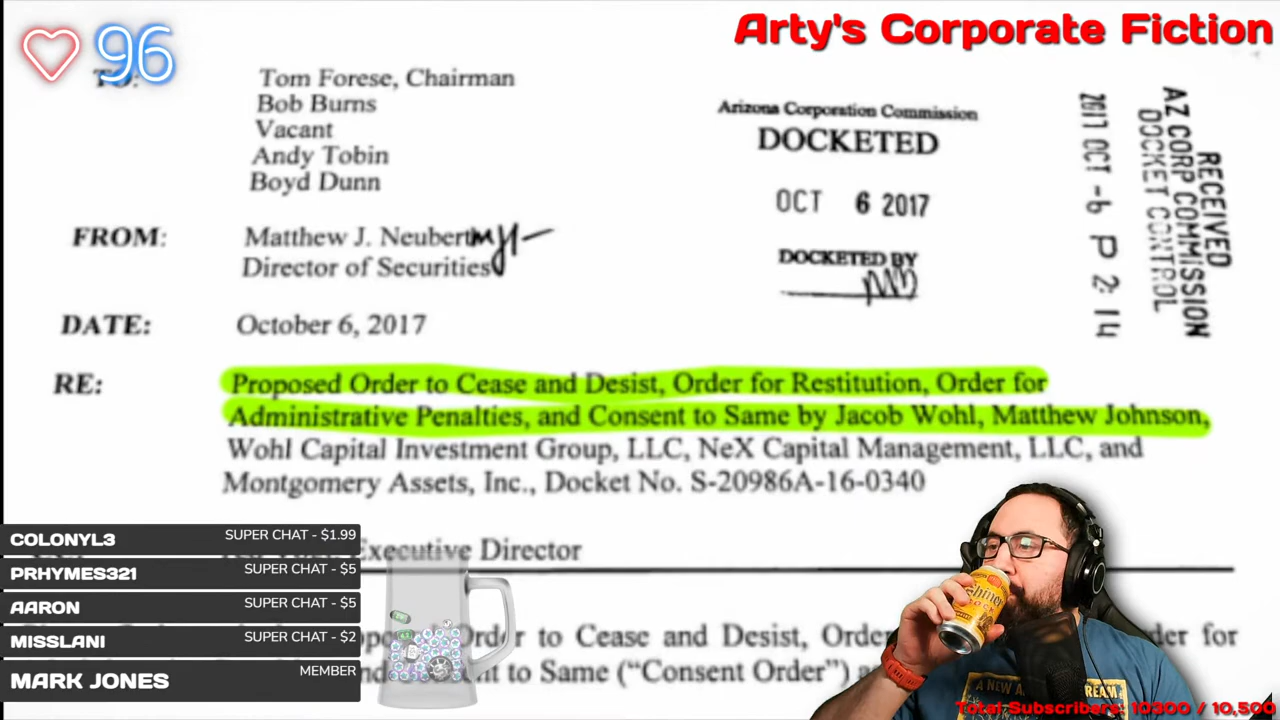 96
Arty's Corporate Fiction
TO:
Tom Forese, Chairman
Bob Burns
Vacant
Andy Tobin
Boyd Dunn
Arizona Corporation Commission
DOCKETED
OCT 6 2017
DOCKETED BY
RECEIVED
AZ CORP COMMISSION
DOCKET CONTROL
2017 OCT -6 P 2:14
FROM:
Matthew J. Neubert
Director of Securities
DATE:
October 6, 2017
RE:
Proposed Order to Cease and Desist, Order for Restitution, Order for
Administrative Penalties, and Consent to Same by Jacob Wohl, Matthew Johnson,
Wohl Capital Investment Group, LLC, NeX Capital Management, LLC, and
Montgomery Assets, Inc., Docket No. S-20986A-16-0340
Executive Director
Order to Cease and Desist, Order for
to Same ("Consent Order")
COLONYL3 SUPER CHAT - $1.99
PRHYMES321 SUPER CHAT - $5
AARON SUPER CHAT - $5
MISSLANI SUPER CHAT - $2
MARK JONES MEMBER
A NEW A
REAM
Total Subscribers: 10300 / 10,500